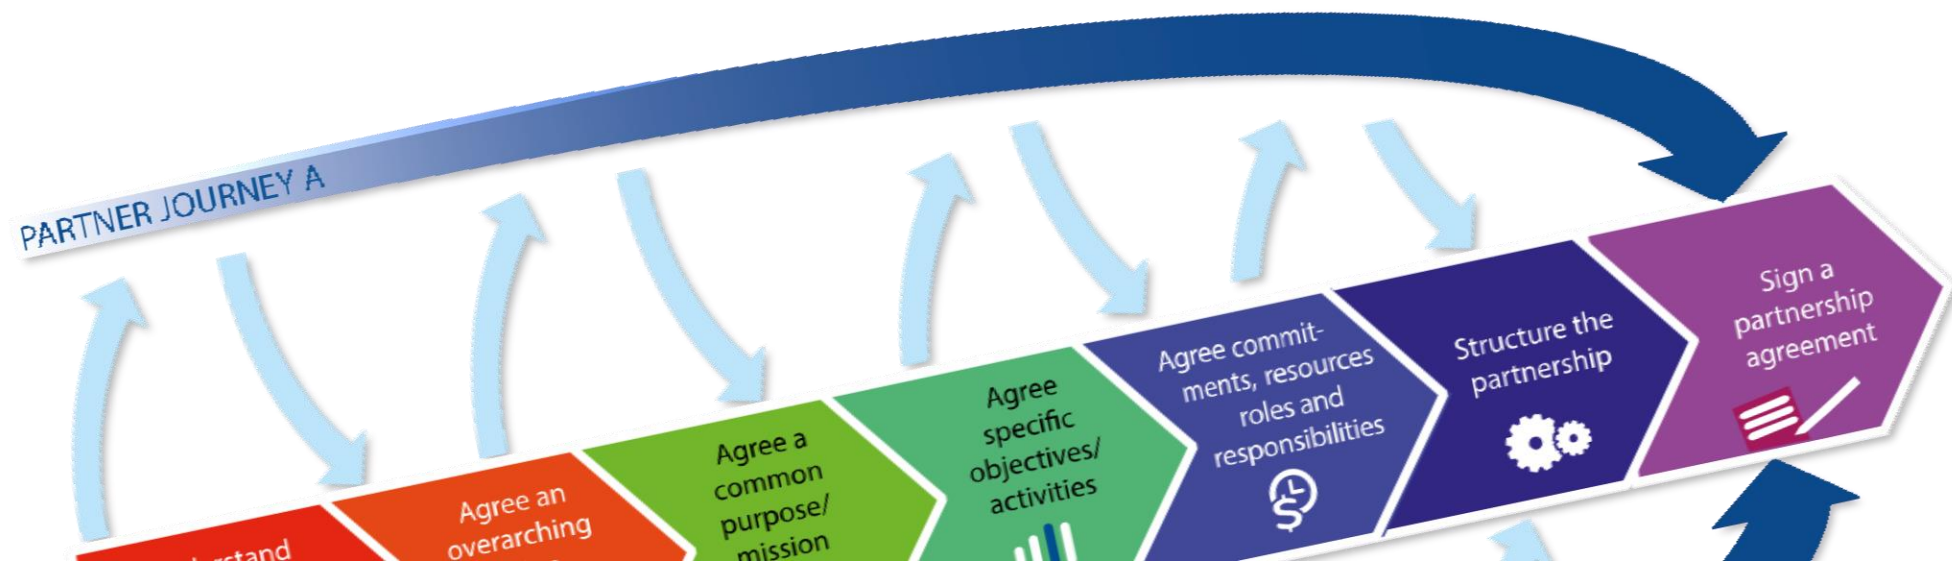 PARTNER JOURNEY A
Agree an
overarching
Agree a
common
purpose/
mission
Agree
specific
objectives/
activities
Agree commit-
ments, resources
roles and
responsibilities
Structure the
partnership
Sign a
partnership
agreement